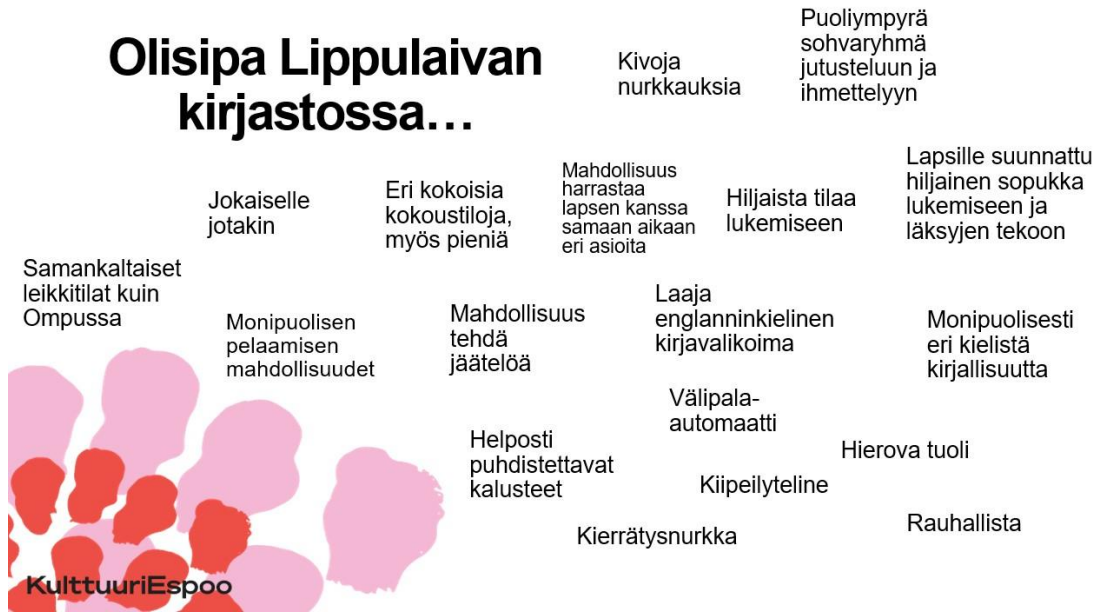 Olisipa Lippulaivan
kirjastossa…
Kivoja
nurkkauksia
Puoliympyrä
sohvaryhmä
jutusteluun ja
ihmettelyyn
Jokaiselle
jotakin
Eri kokoisia
kokoustiloja,
myös pieniä
Mahdollisuus
harrastaa
lapsen kanssa
samaan aikaan
eri asioita
Hiljaista tilaa
lukemiseen
Lapsille suunnattu
hiljainen sopukka
lukemiseen ja
läksyjen tekoon
Samankaltaiset
leikkitilat kuin
Ompussa
Monipuolisen
pelaamisen
mahdollisuudet
Mahdollisuus
tehdä
jäätelöä
Laaja
englanninkielinen
kirjavalikoima
Monipuolisesti
eri kielistä
kirjallisuutta
Välipala-
automaatti
Helposti
puhdistettavat
kalusteet
Hierova tuoli
Kiipeilyteline
Kierrätysnurkka
Rauhallista
KulttuuriEspoo